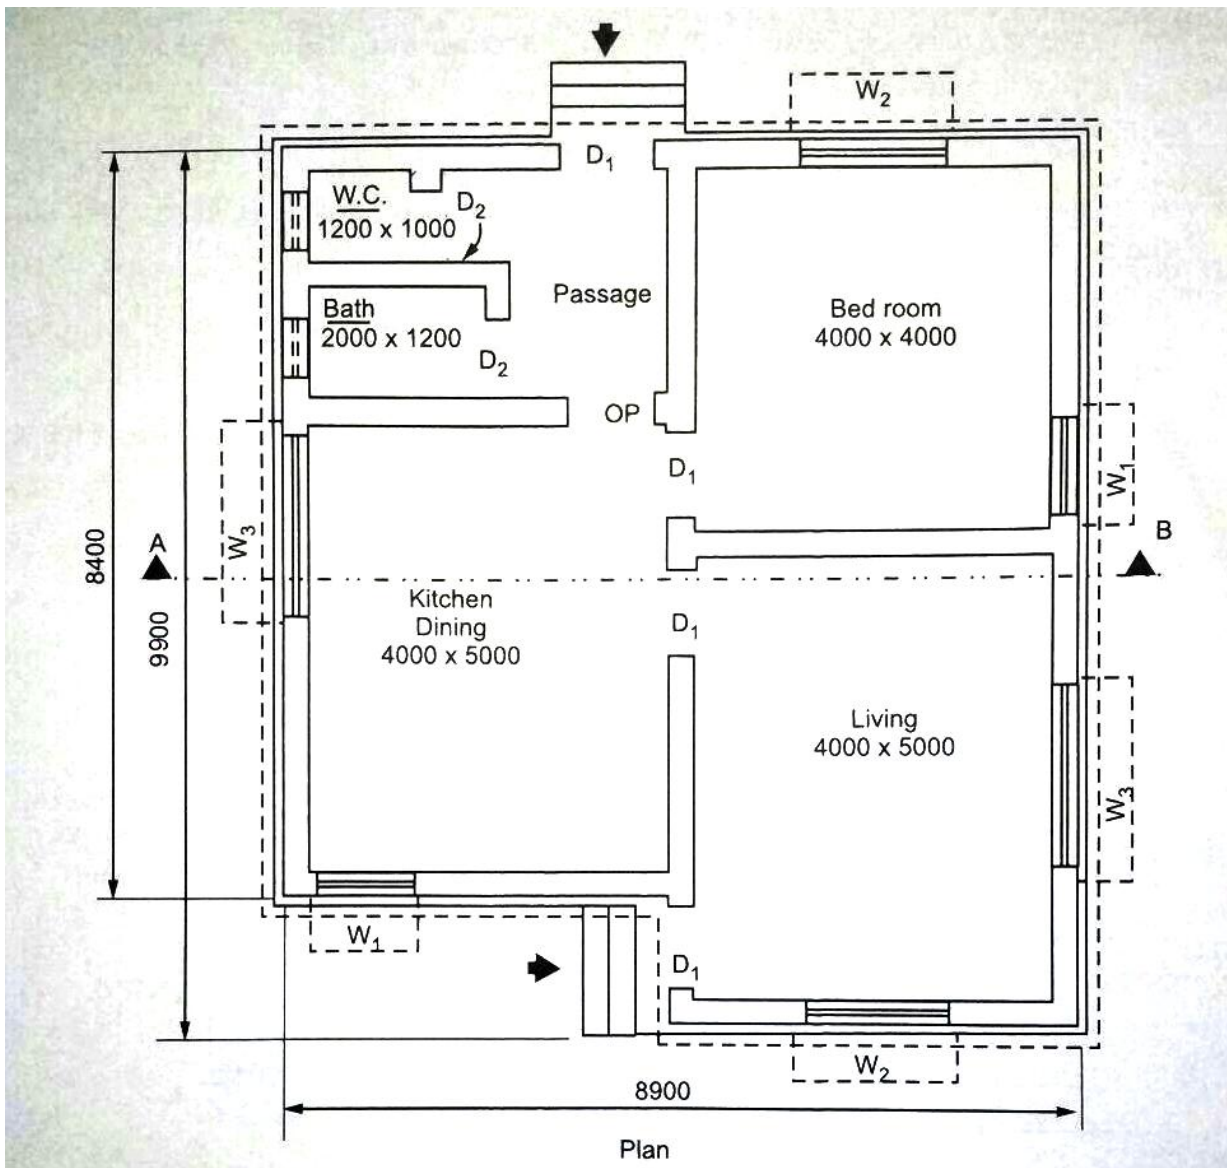 W2
D1
W.C.
1200 x 1000
D2
Passage
Bed room
4000 x 4000
Bath
2000 x 1200
D2
OP
D1
W1
W3
A
B
8400
9900
Kitchen
Dining
4000 x 5000
D1
Living
4000 x 5000
W3
W1
D1
W2
8900
Plan